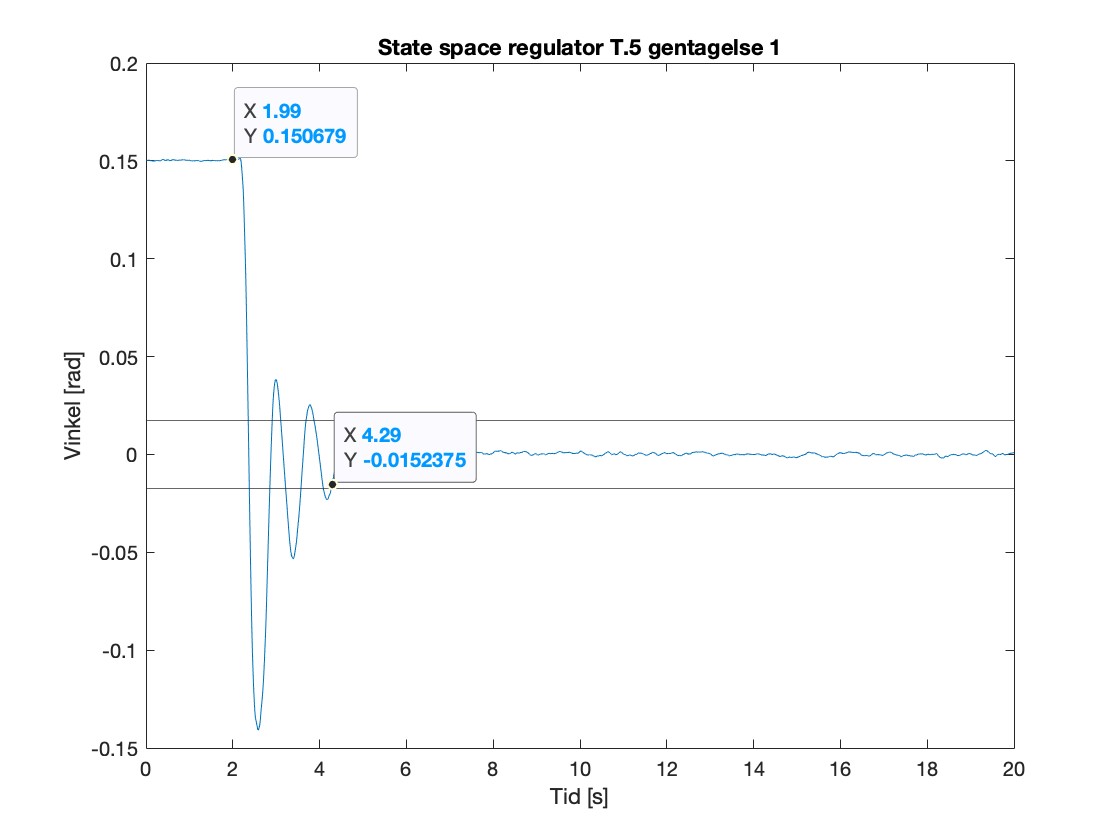 State space regulator T.5 gentagelse 1
0.2
0.15
0.1
0.05
0
-0.05
-0.1
-0.15
Vinkel [rad]
X 1.99
Y 0.150679
X 4.29
Y -0.0152375
0 2 4 6 8 10 12 14 16 18 20
Tid [s]